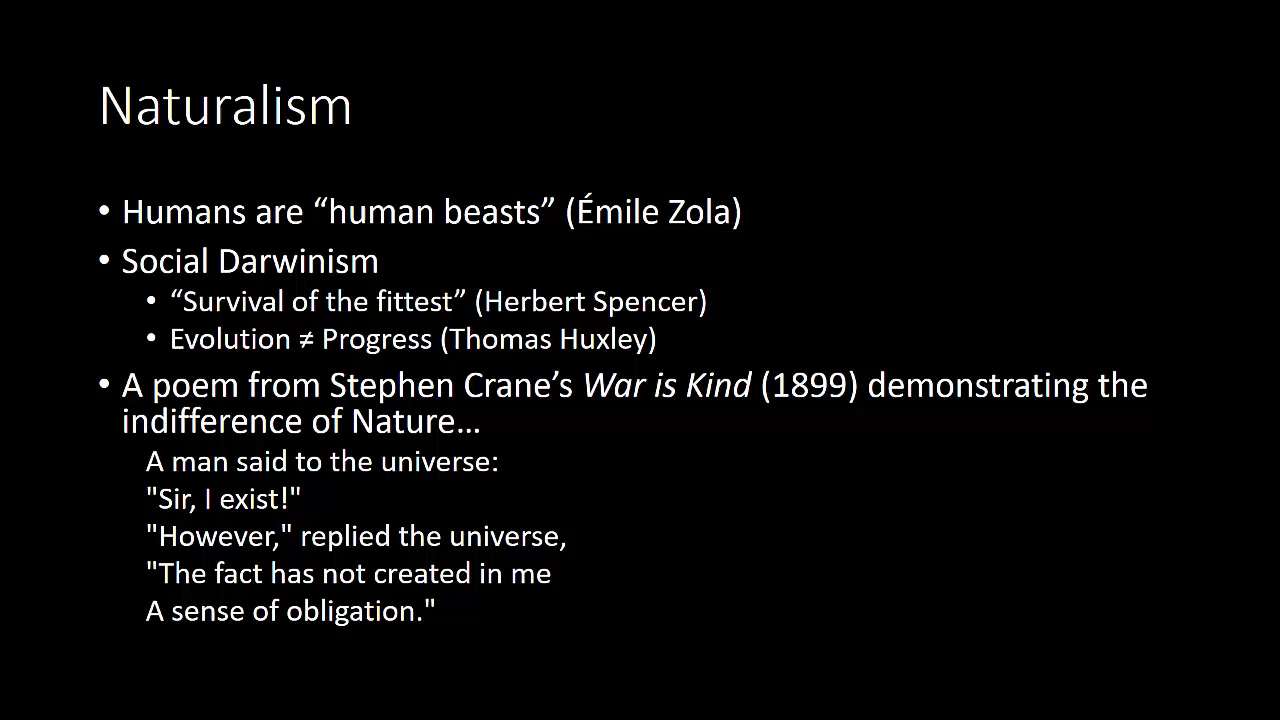 Naturalism
• Humans are “human beasts” (Émile Zola)
• Social Darwinism
• “Survival of the fittest” (Herbert Spencer)
• Evolution ≠ Progress (Thomas Huxley)
• A poem from Stephen Crane’s War is Kind (1899) demonstrating the
indifference of Nature…
A man said to the universe:
"Sir, I exist!"
"However," replied the universe,
"The fact has not created in me
A sense of obligation."